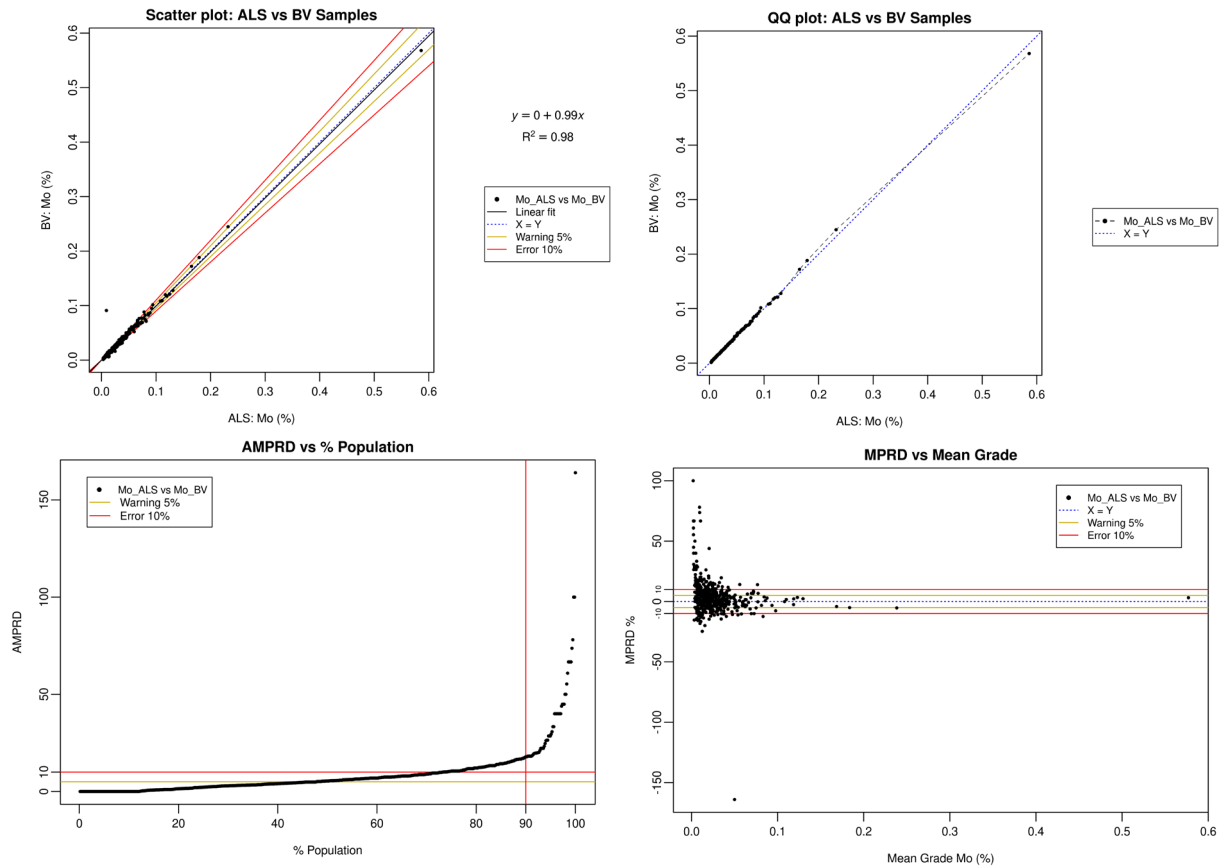 Scatter plot: ALS vs BV Samples
0.6
0.5
0.4
0.3
0.2
0.1
0.0
BV: Mo (%)
0.0 0.1 0.2 0.3 0.4 0.5 0.6
ALS: Mo (%)
y = 0 + 0.99x
R² = 0.98
Mo_ALS vs Mo_BV
Linear fit
X = Y
Warning 5%
Error 10%
QQ plot: ALS vs BV Samples
0.6
0.5
0.4
0.3
0.2
0.1
0.0
BV: Mo (%)
0.0 0.1 0.2 0.3 0.4 0.5 0.6
ALS: Mo (%)
Mo_ALS vs Mo_BV
X = Y
AMPRD vs % Population
Mo_ALS vs Mo_BV
Warning 5%
Error 10%
150
100
50
10
0
AMPRD
0 20 40 60 80 90 100
% Population
MPRD vs Mean Grade
Mo_ALS vs Mo_BV
X = Y
Warning 5%
Error 10%
100
50
10
0
-10
-50
-100
-150
MPRD %
0.0 0.1 0.2 0.3 0.4 0.5 0.6
Mean Grade Mo (%)